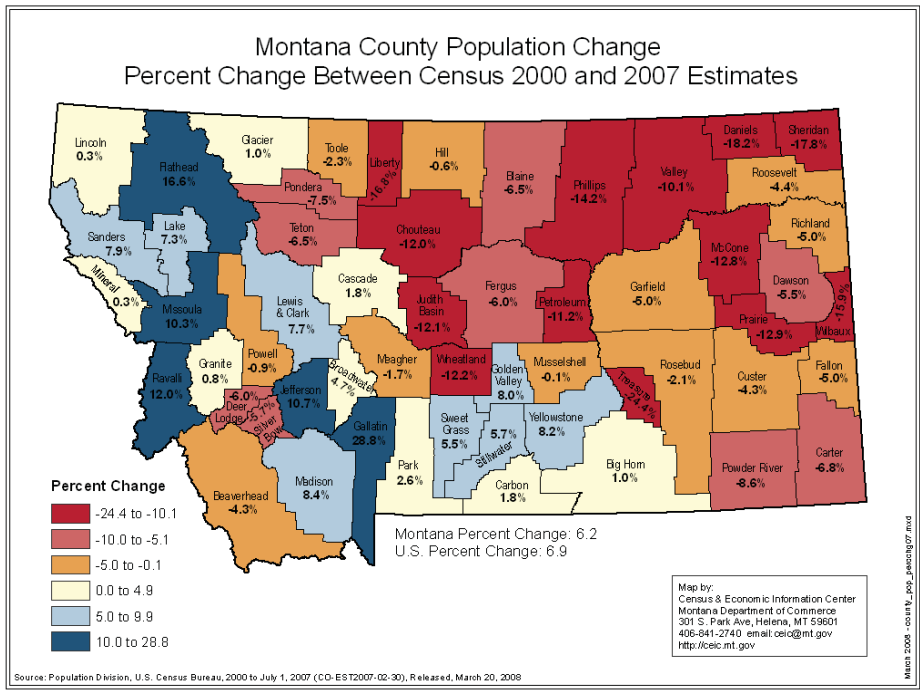 Montana County Population Change
Percent Change Between Census 2000 and 2007 Estimates
Lincoln
0.3%
Flathead
16.6%
Glacier
1.0%
Toole
-2.3%
Liberty
-16.8%
Hill
-0.6%
Blaine
-6.5%
Phillips
-14.2%
Valley
-10.1%
Daniels
-18.2%
Sheridan
-17.8%
Roosevelt
-4.4%
Pondera
-7.5%
Teton
-6.5%
Chouteau
-12.0%
Richland
-5.0%
Sanders
7.9%
Lake
7.3%
McCone
-12.8%
Dawson
-5.5%
Mineral
0.3%
Missoula
10.3%
Lewis
& Clark
7.7%
Cascade
1.8%
Judith
Basin
-12.1%
Fergus
-6.0%
Petroleum
-11.2%
Garfield
-5.0%
Prairie
-12.9%
-15.9%
Wibaux
Powell
-0.9%
Granite
0.8%
Ravalli
12.0%
-6.0%
Deer
Lodge
-5.7%
Silver
Bow
Jefferson
10.7%
Broadwater
4.7%
Meagher
-1.7%
Wheatland
-12.2%
Golden
Valley
8.0%
Musselshell
-0.1%
Treasure
-24.4%
Rosebud
-2.1%
Custer
-4.3%
Fallon
-5.0%
Gallatin
28.8%
Park
2.6%
Sweet
Grass
5.5%
5.7%
Stillwater
Yellowstone
8.2%
Big Horn
1.0%
Powder River
-8.6%
Carter
-6.8%
Beaverhead
-4.3%
Madison
8.4%
Carbon
1.8%
Percent Change
-24.4 to -10.1
-10.0 to -5.1
-5.0 to -0.1
0.0 to 4.9
5.0 to 9.9
10.0 to 28.8
Montana Percent Change: 6.2
U.S. Percent Change: 6.9
Map by:
Census & Economic Information Center
Montana Department of Commerce
301 S. Park Ave, Helena, MT 59601
406-841-2740 email:ceic@mt.gov
http://ceic.mt.gov
Source: Population Division, U.S. Census Bureau, 2000 to July 1, 2007 (CO-EST2007-02-30), Released, March 20, 2008
March 2008 - county_pop_percchg07.mxd